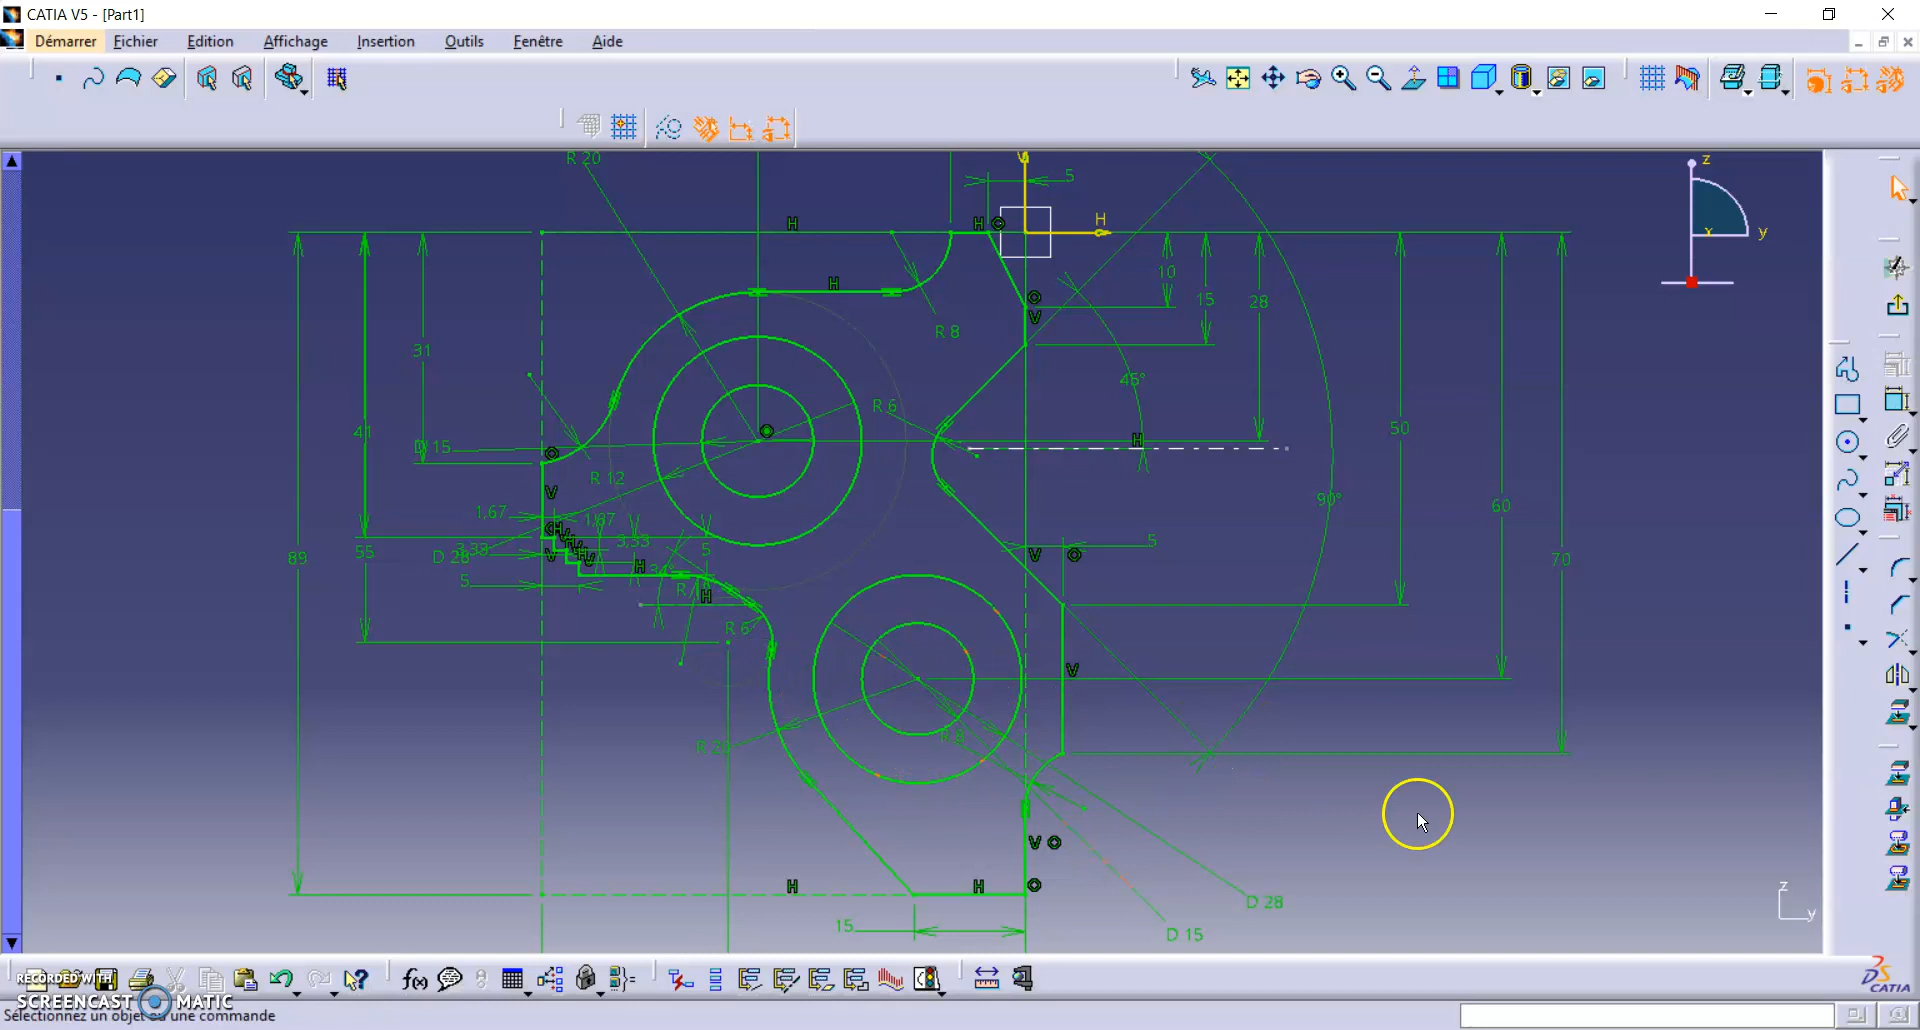 CATIA V5 - [Part1]
Démarrer Fichier Edition Affichage Insertion Outils Fenêtre Aide
R 20
5
V
H
H
H
z
y
x
10
15
28
H
R 8
V
31
45°
R 6
41
D 15
50
H
R 12
V
90°
60
1,67
1,67
89
55
D 28
3,33
3,33
5
5
V
5
70
34°
H
H
R 6
V
R 20
V
H
H
D 28
15
D 15
z
y
f(x)
RECORDED WITH
SCREENCAST MATIC
DS
CATIA
Sélectionnez un objet ou une commande